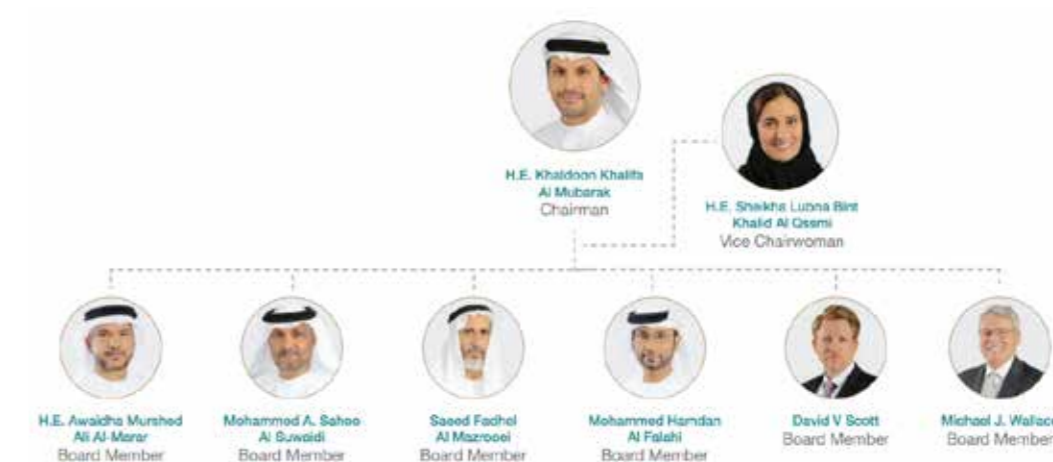 H.E. Khaldoon Khalifa
Al Mubarak
Chairman
H.E. Sheikha Lubna Bint
Khalid Al Qasmi
Vice Chairwoman
H.E. Awaidha Murshed
Ali Al-Marar
Board Member
Mohammed A. Sahoo
Al Suwaidi
Board Member
Saeed Fadhel
Al Mazrooei
Board Member
Mohammed Hamdan
Al Falahi
Board Member
David V Scott
Board Member
Michael J. Wallace
Board Member